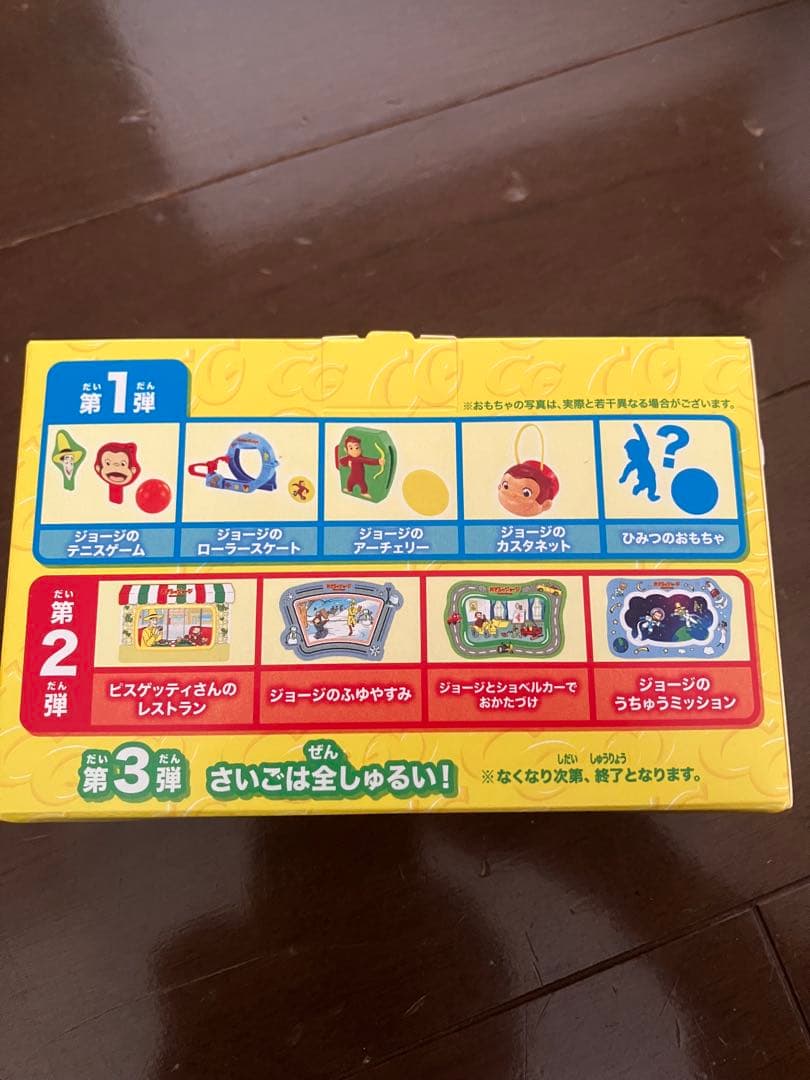 第1弾
だい だん
※おもちゃの写真は、実際と若干異なる場合がございます。
ジョージの
テニスゲーム
ジョージの
ローラースケート
ジョージの
アーチェリー
ジョージの
カスタネット
?
ひみつのおもちゃ
だい
第
2
だん
弾
ピスゲッティさんの
レストラン
ジョージのふゆやすみ
ジョージとショベルカーで
おかたづけ
ジョージの
うちゅうミッション
だい だん
第3弾
ぜん
さいごは全しゅるい!
しだい しゅうりょう
※なくなり次第、終了となります。